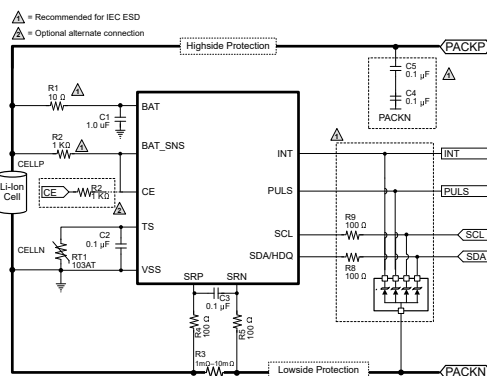 1 = Recommended for IEC ESD
2 = Optional alternate connection
Highside Protection
PACKP
C5
0.1 µF
1
C4
0.1 µF
PACKN
R1
10 Ω
1
C1
1.0 uF
BAT
R2
1 KΩ
1
BAT_SNS
CELLP
Li-Ion
Cell
CE
R2
1 KΩ
2
CE
TS
CELLN
RT1
103AT
C2
0.1 µF
VSS
SRP
SRN
INT
PULS
SCL
SDA/HDQ
1
INT
PULS
R9
100 Ω
SCL
SDA
R8
100 Ω
C3
0.1 µF
R4
100 Ω
R5
100 Ω
R3
1mΩ–10mΩ
Lowside Protection
PACKN